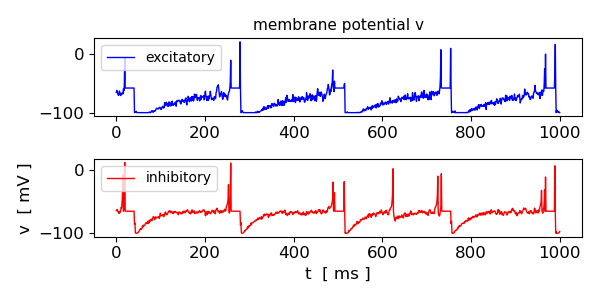 membrane potential v
0
−100
excitatory
0 200 400 600 800 1000
0
−100
inhibitory
0 200 400 600 800 1000
v [ mV ]
t [ ms ]